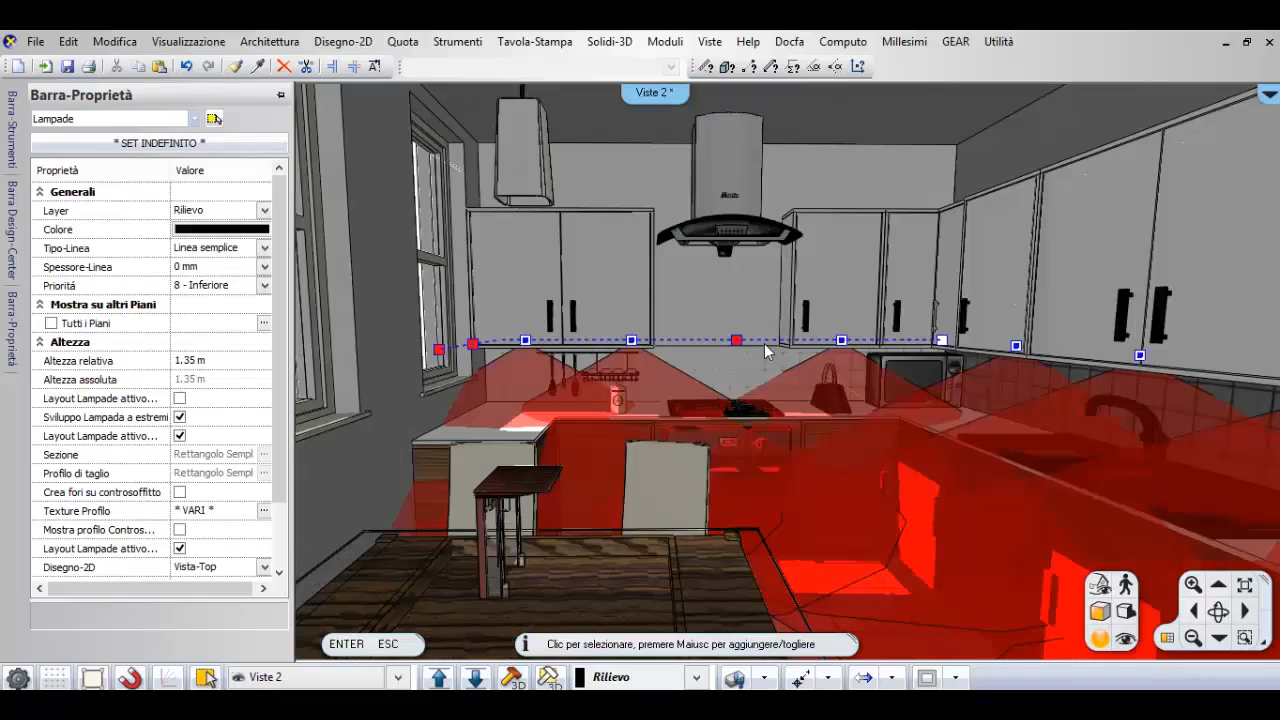 File Edit Modifica Visualizzazione Architettura Disegno-2D Quota Strumenti Tavola-Stampa Solidi-3D Moduli Viste Help Docfa Computo Millesimi GEAR Utilità
Barra-Strumenti
Barra Design-Center
Barra-Proprietà
Barra-Proprietà
Lampade
* SET INDEFINITO *
Proprietà Valore
Generali
Layer Rilievo
Colore
Tipo-Linea Linea semplice
Spessore-Linea 0 mm
Priorità 8 - Inferiore
Mostra su altri Piani
Tutti i Piani ...
Altezza
Altezza relativa 1.35 m
Altezza assoluta 1.35 m
Layout Lampade attivo...
Sviluppo Lampada a estremi
Layout Lampade attivo...
Sezione Rettangolo Sempl ...
Profilo di taglio Rettangolo Sempl ...
Crea fori su controsoffitto
Texture Profilo * VARI * ...
Mostra profilo Contros...
Layout Lampade attivo...
Disegno-2D Vista-Top
Viste 2 *
ENTER ESC
i Clic per selezionare, premere Maiusc per aggiungere/togliere
Viste 2
3D
3D
Rilievo